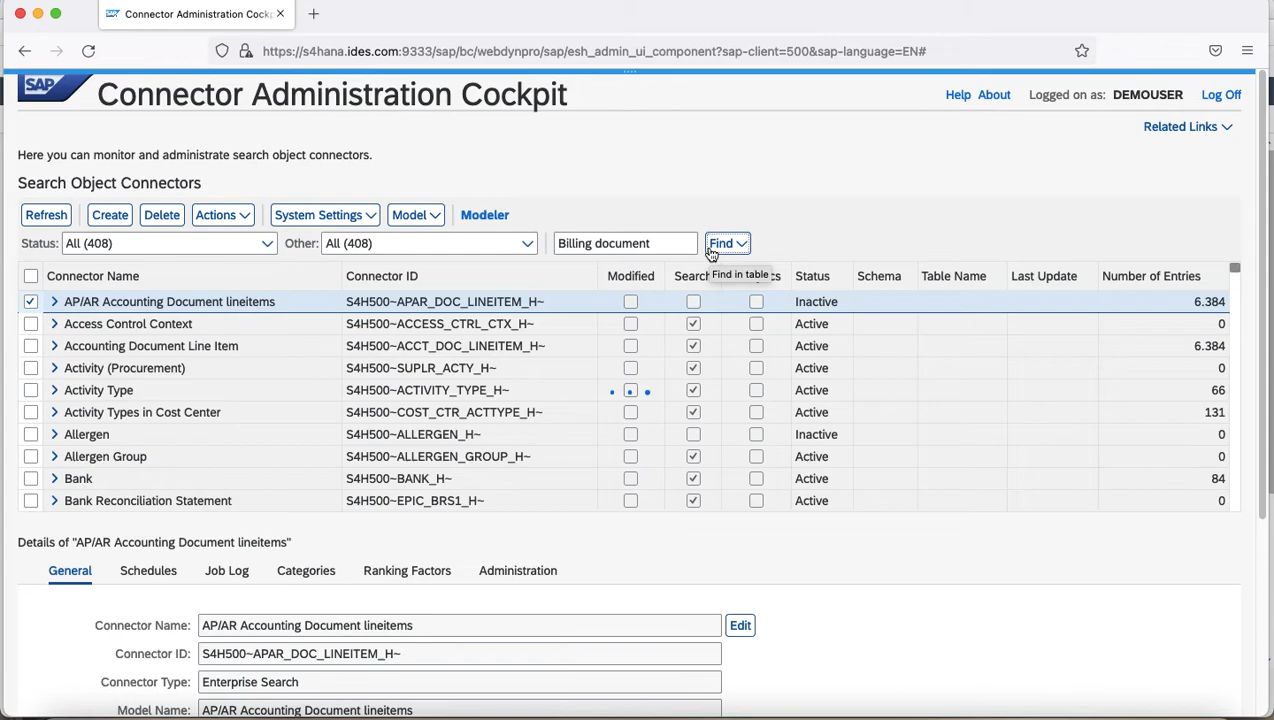 Connector Administration Cockp
https://s4hana.ides.com:9333/sap/bc/webdynpro/sap/esh_admin_ui_component?sap-client=500&sap-language=EN#
SAP
Connector Administration Cockpit
Help About Logged on as: DEMOUSER Log Off
Related Links
Here you can monitor and administrate search object connectors.
Search Object Connectors
Refresh Create Delete Actions System Settings Model Modeler
Status: All (408) Other: All (408) Billing document Find
Connector Name Connector ID Modified Status Schema Table Name Last Update Number of Entries
Find in table
AP/AR Accounting Document lineitems S4H500~APAR_DOC_LINEITEM_H~ Inactive 6.384
Access Control Context S4H500~ACCESS_CTRL_CTX_H~ Active 0
Accounting Document Line Item S4H500~ACCT_DOC_LINEITEM_H~ Active 6.384
Activity (Procurement) S4H500~SUPLR_ACTY_H~ Active 0
Activity Type S4H500~ACTIVITY_TYPE_H~ Active 66
Activity Types in Cost Center S4H500~COST_CTR_ACTTYPE_H~ Active 131
Allergen S4H500~ALLERGEN_H~ Inactive 0
Allergen Group S4H500~ALLERGEN_GROUP_H~ Active 0
Bank S4H500~BANK_H~ Active 84
Bank Reconciliation Statement S4H500~EPIC_BRS1_H~ Active 0
Details of "AP/AR Accounting Document lineitems"
General Schedules Job Log Categories Ranking Factors Administration
Connector Name: AP/AR Accounting Document lineitems Edit
Connector ID: S4H500~APAR_DOC_LINEITEM_H~
Connector Type: Enterprise Search
Model Name: AP/AR Accounting Document lineitems